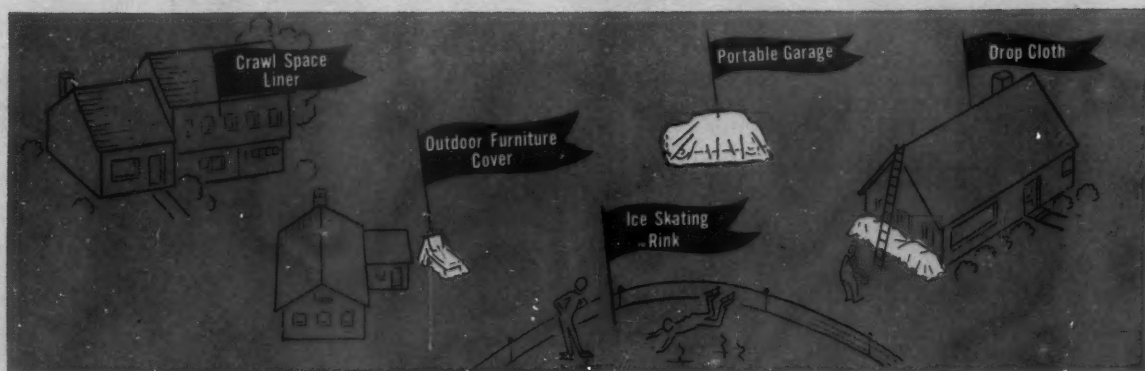 Crawl Space
Liner
Outdoor Furniture
Cover
Portable Garage
Ice Skating
Rink
Drop Cloth